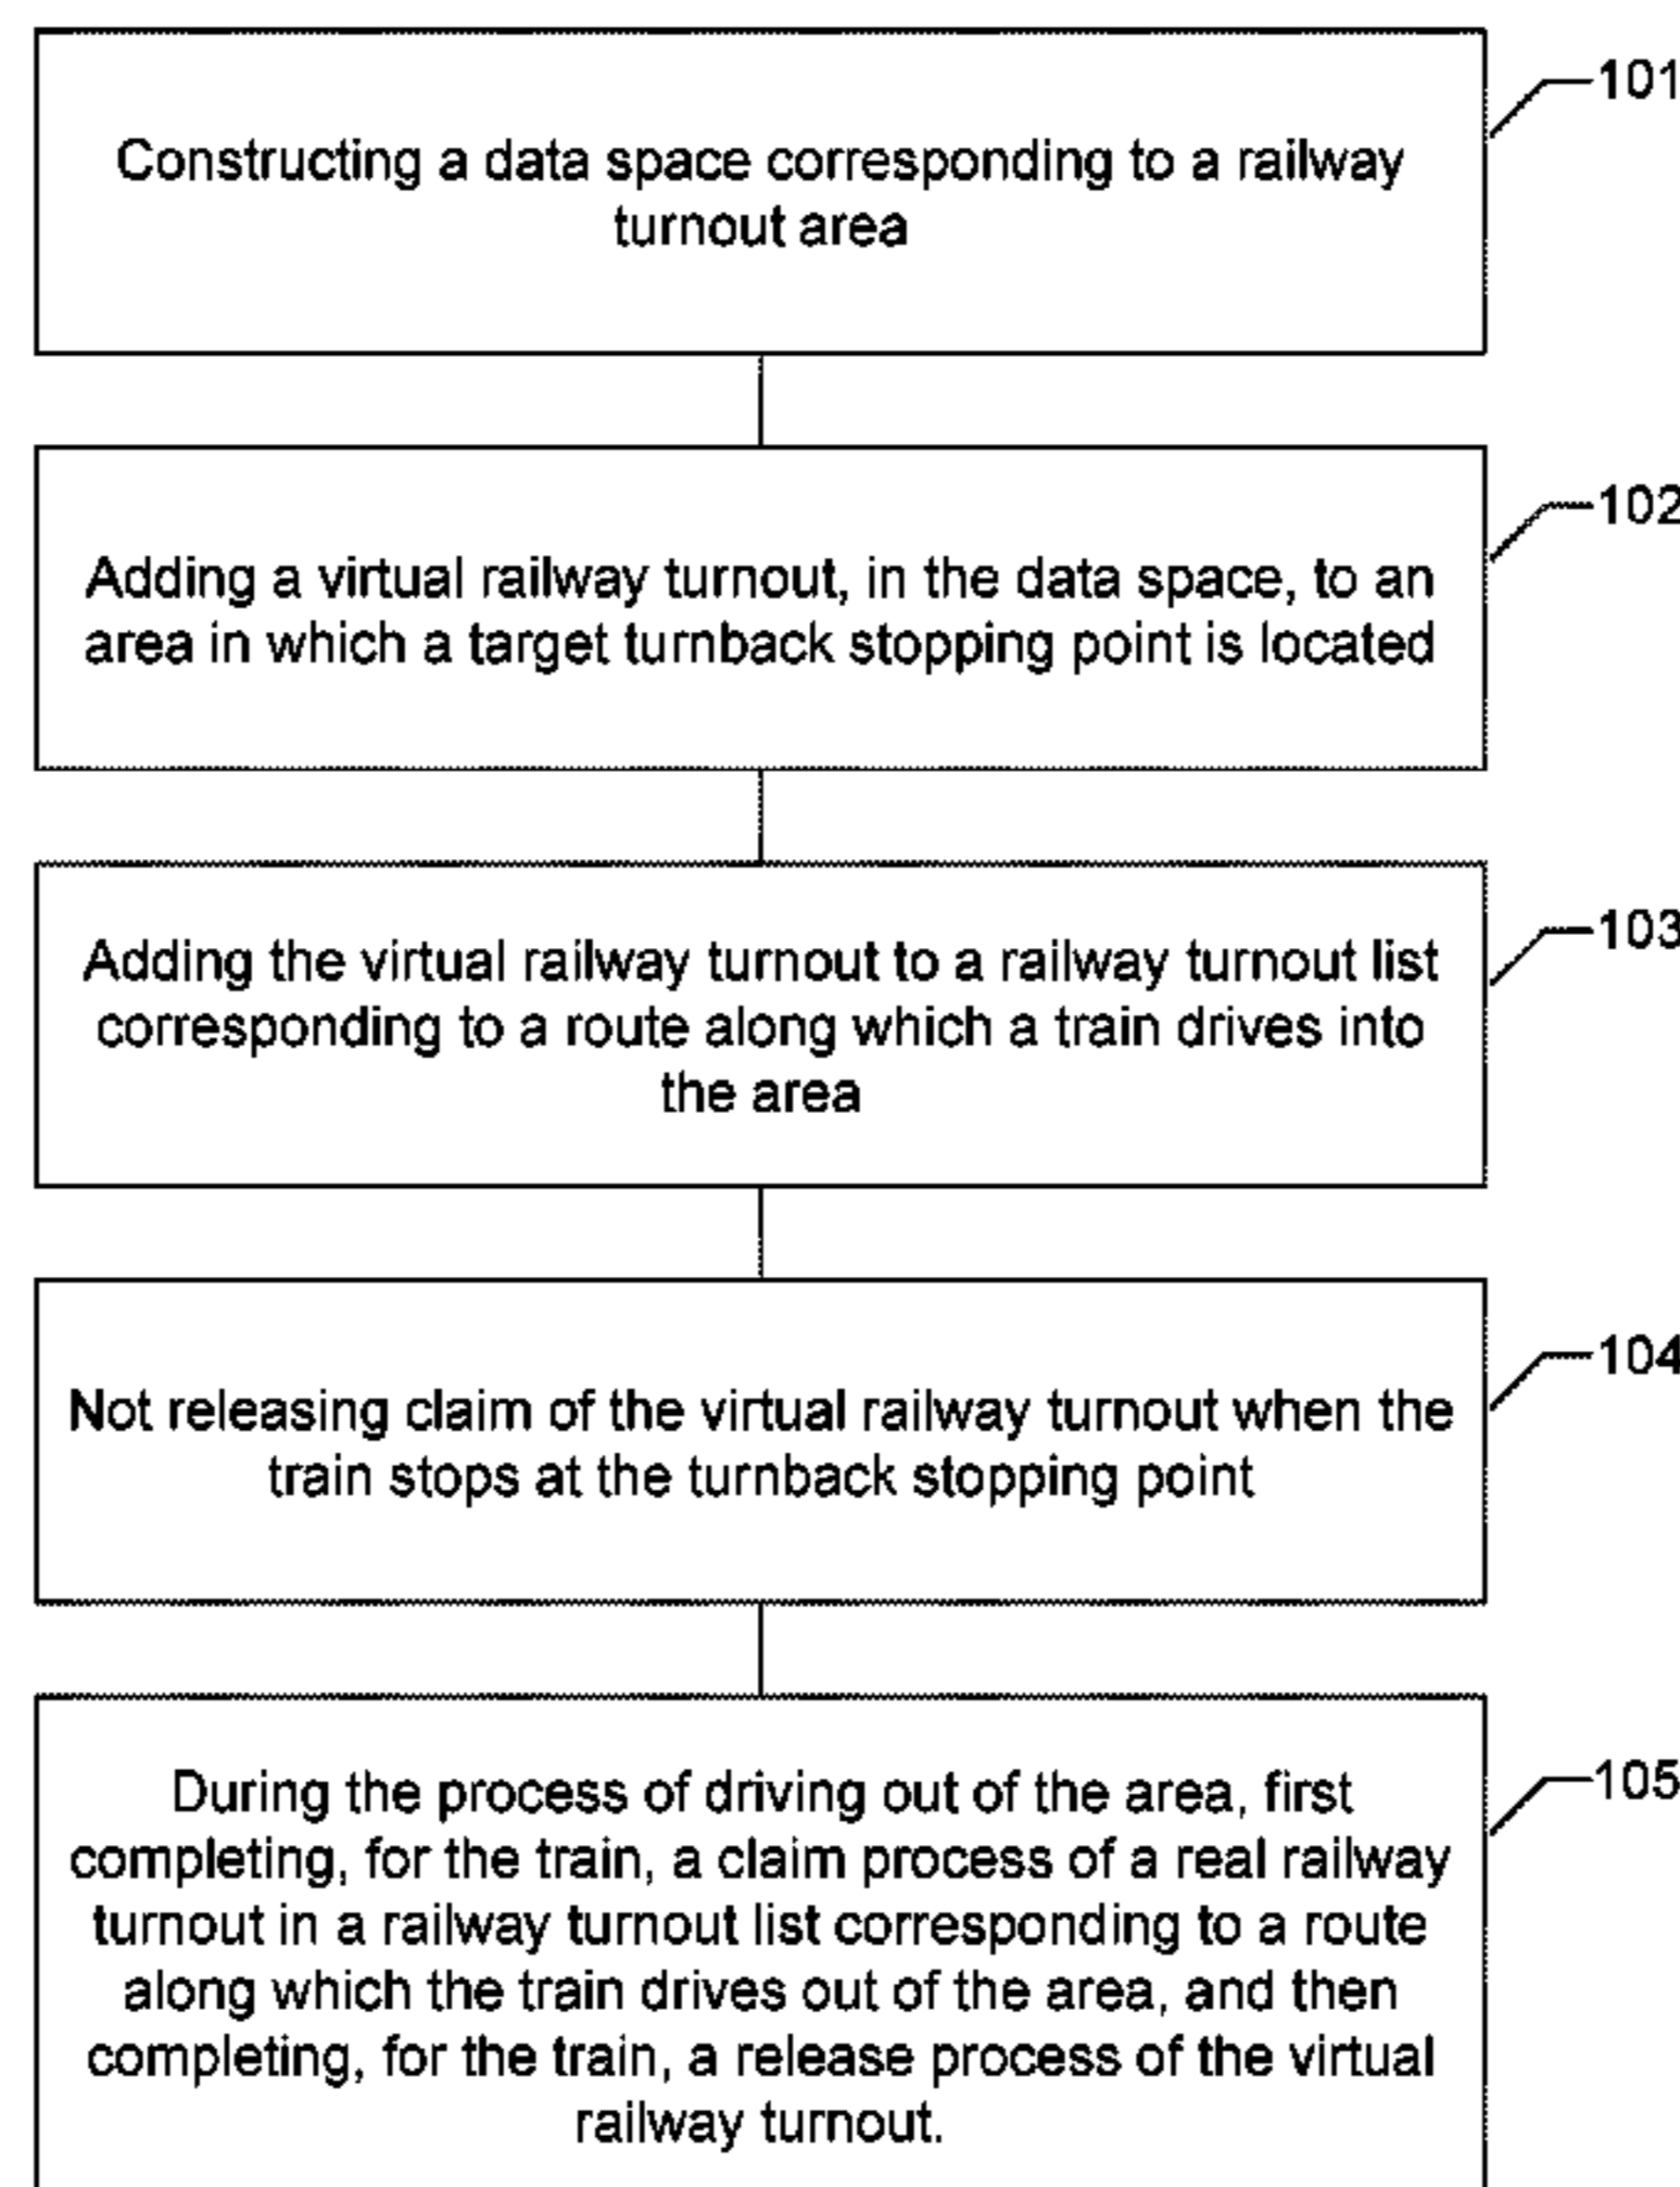 101
Constructing a data space corresponding to a railway
turnout area
102
Adding a virtual railway turnout, in the data space, to an
area in which a target turnback stopping point is located
103
Adding the virtual railway turnout to a railway turnout list
corresponding to a route along which a train drives into
the area
104
Not releasing claim of the virtual railway turnout when the
train stops at the turnback stopping point
105
During the process of driving out of the area, first
completing, for the train, a claim process of a real railway
turnout in a railway turnout list corresponding to a route
along which the train drives out of the area, and then
completing, for the train, a release process of the virtual
railway turnout.